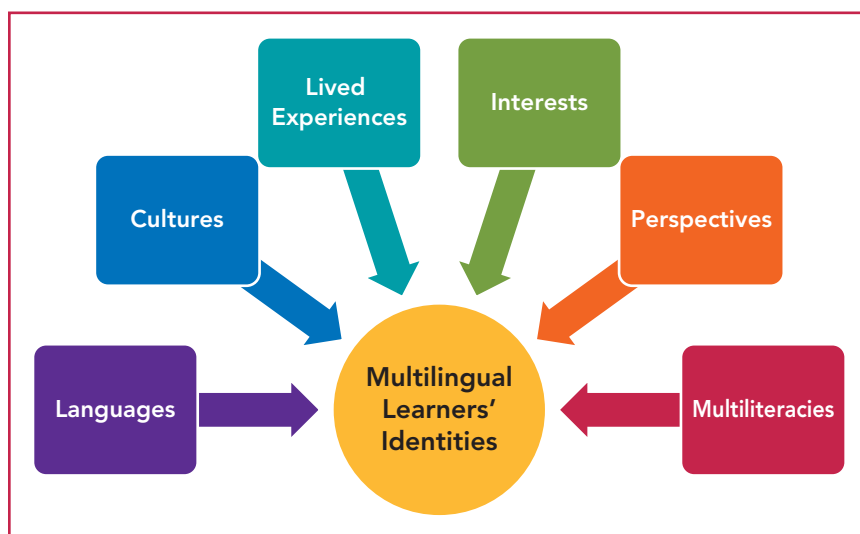 Lived
Experiences
Interests
Cultures
Perspectives
Languages
Multilingual
Learners’
Identities
Multiliteracies